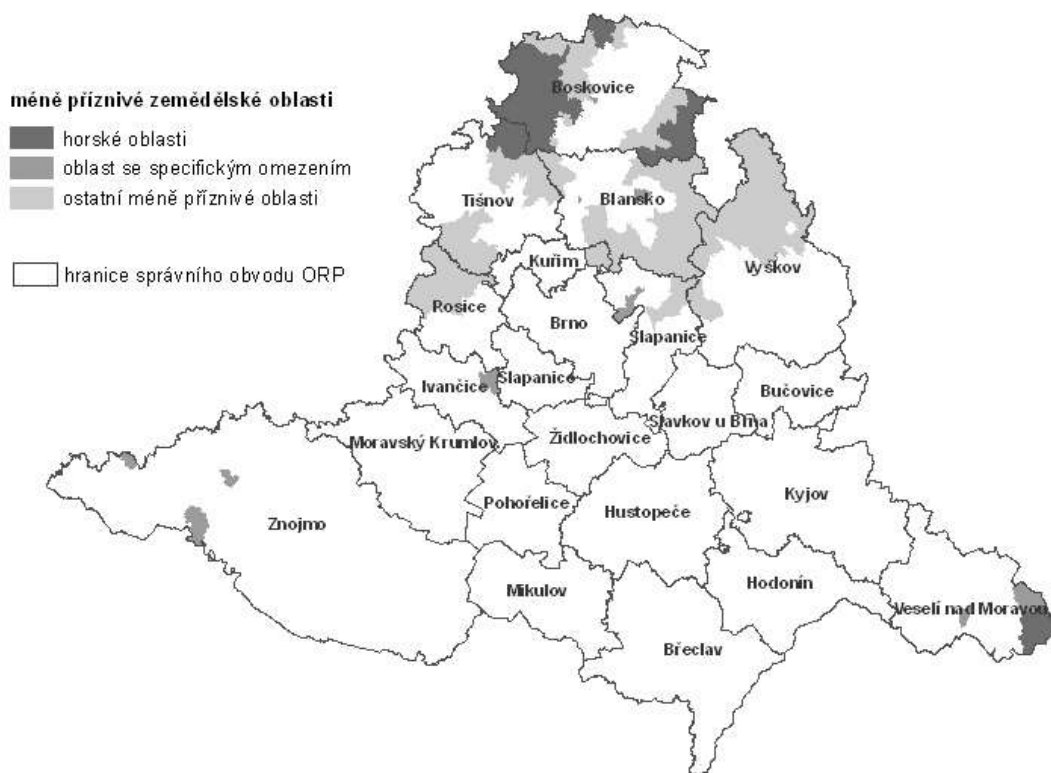 méně příznivé zemědělské oblasti
horské oblasti
oblast se specifickým omezením
ostatní méně příznivé oblasti
hranice správního obvodu ORP
Boskovice
Tišnov
Blansko
Kuřim
Vyškov
Rosice
Brno
Šlapanice
Ivančice
Šlapanice
Bučovice
Slavkov u Brna
Moravský Krumlov
Židlochovice
Kyjov
Pohořelice
Hustopeče
Znojmo
Mikulov
Hodonín
Veselí nad Moravou
Břeclav